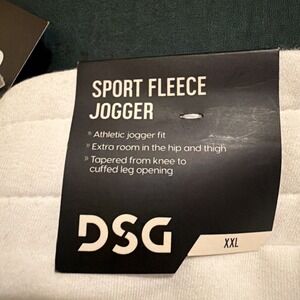 SPORT FLEECE
JOGGER
» Athletic jogger fit
» Extra room in the hip and thigh
» Tapered from knee to
cuffed leg opening
DSG
XXL